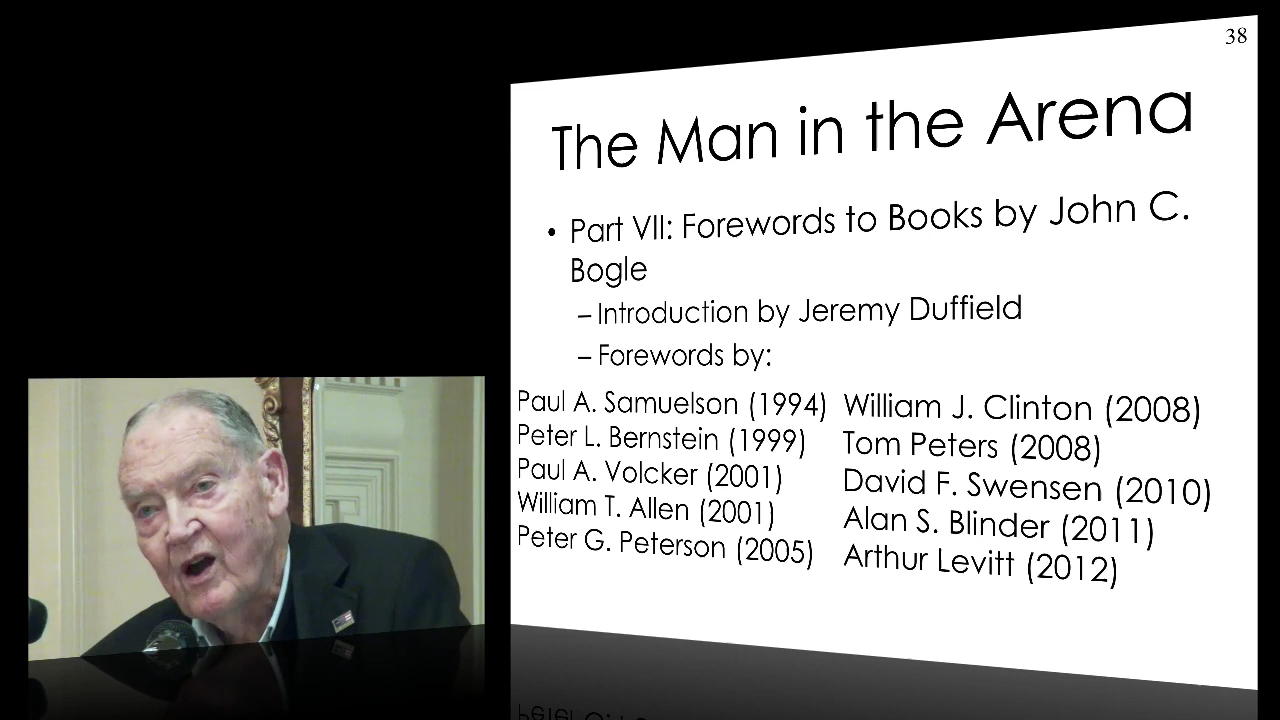 38
The Man in the Arena
• Part VII: Forewords to Books by John C.
Bogle
– Introduction by Jeremy Duffield
– Forewords by:
Paul A. Samuelson (1994)
Peter L. Bernstein (1999)
Paul A. Volcker (2001)
William T. Allen (2001)
Peter G. Peterson (2005)
William J. Clinton (2008)
Tom Peters (2008)
David F. Swensen (2010)
Alan S. Blinder (2011)
Arthur Levitt (2012)